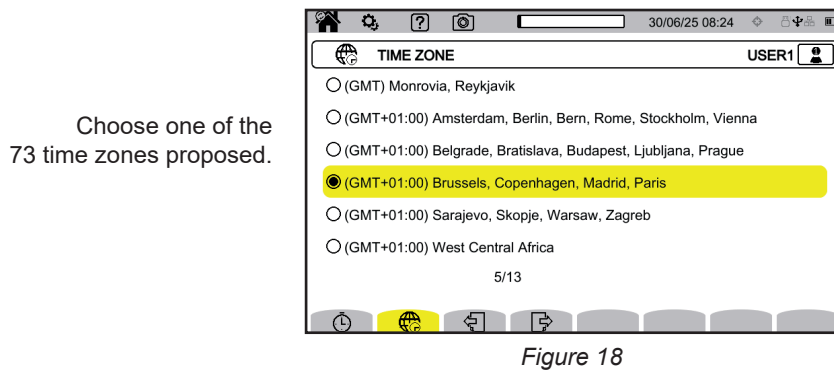 30/06/25 08:24
TIME ZONE
USER1
(GMT) Monrovia, Reykjavik
(GMT+01:00) Amsterdam, Berlin, Bern, Rome, Stockholm, Vienna
Choose one of the
73 time zones proposed.
(GMT+01:00) Belgrade, Bratislava, Budapest, Ljubljana, Prague
(GMT+01:00) Brussels, Copenhagen, Madrid, Paris
(GMT+01:00) Sarajevo, Skopje, Warsaw, Zagreb
(GMT+01:00) West Central Africa
5/13
Figure 18